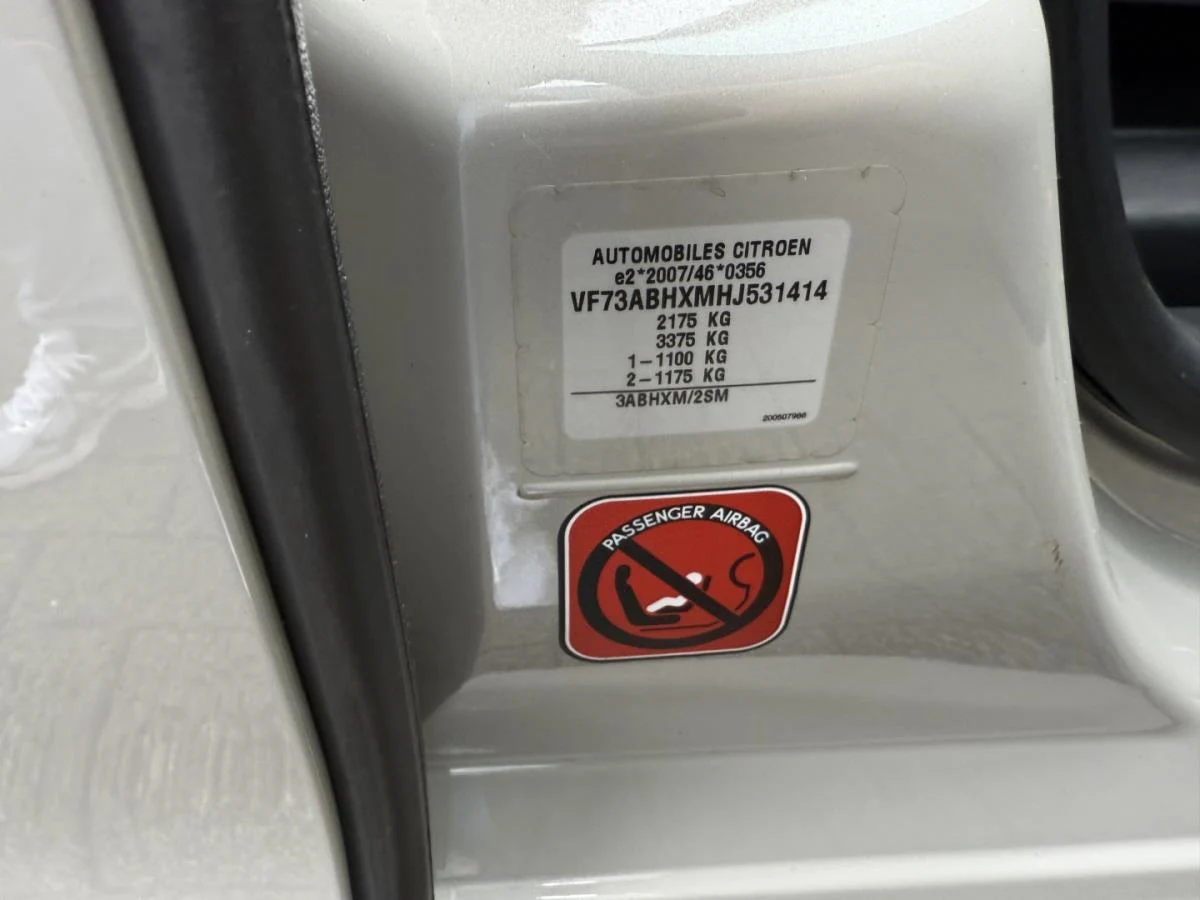 AUTOMOBILES CITROEN
e2*2007/46*0356
VF73ABHXMHJ531414
2175 KG
3375 KG
1-1100 KG
2-1175 KG
3ABHXM/2SM
200507986
PASSENGER AIRBAG